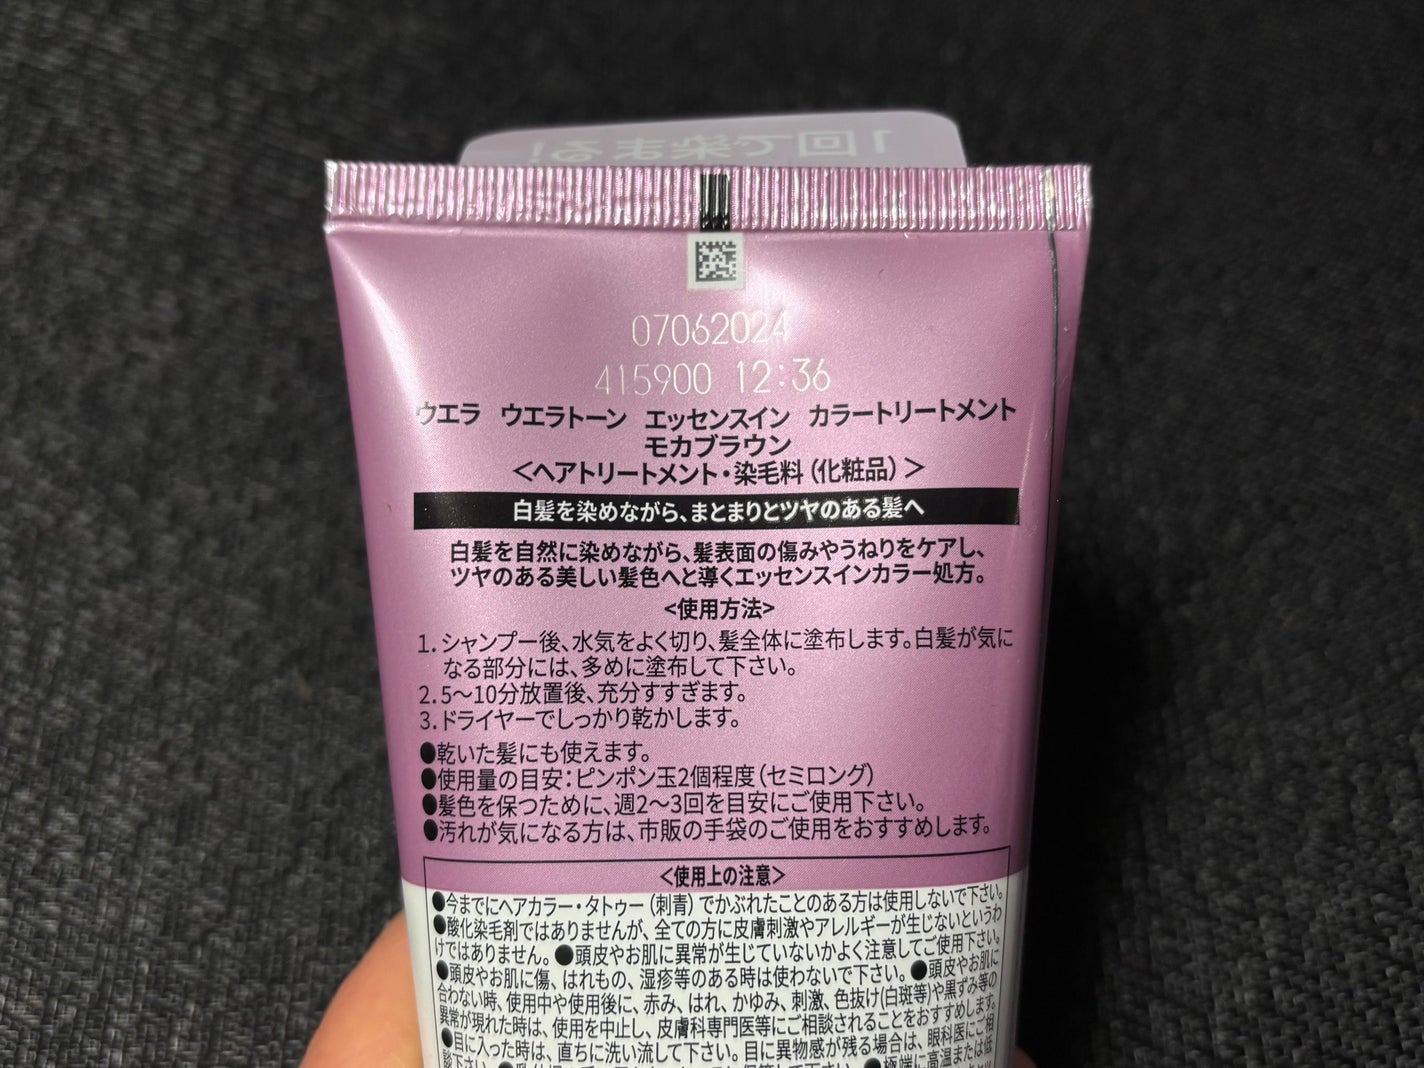 1回で染まる!
07062024
415900 12:36
ウエラ ウエラトーン エッセンスイン カラートリートメント
モカブラウン
<ヘアトリートメント・染毛料(化粧品)>
白髪を染めながら、まとまりとツヤのある髪へ
白髪を自然に染めながら、髪表面の傷みやうねりをケアし、
ツヤのある美しい髪色へと導くエッセンスインカラー処方。
<使用方法>
1. シャンプー後、水気をよく切り、髪全体に塗布します。白髪が気に
なる部分には、多めに塗布して下さい。
2. 5〜10分放置後、充分すすぎます。
3. ドライヤーでしっかり乾かします。
●乾いた髪にも使えます。
●使用量の目安:ピンポン玉2個程度(セミロング)
●髪色を保つために、週2〜3回を目安にご使用下さい。
●汚れが気になる方は、市販の手袋のご使用をおすすめします。
<使用上の注意>
●今までにヘアカラー・タトゥー(刺青)でかぶれたことのある方は使用しないで下さい。
●酸化染毛剤ではありませんが、全ての方に皮膚刺激やアレルギーが生じないというわ
けではありません。●頭皮やお肌に異常が生じていないかよく注意してご使用下さい。
●頭皮やお肌に傷、はれもの、湿疹等のある時は使わないで下さい。●頭皮やお肌に
合わない時、使用中や使用後に、赤み、はれ、かゆみ、刺激、色抜け(白斑等)や黒ずみ等の
異常が現れた時は、使用を中止し、皮膚科専門医等にご相談されることをおすすめします。
●目に入った時は、直ちに洗い流して下さい。目に異物感が残る場合は、眼科医にご相
談下さい。
●極端に高温または低